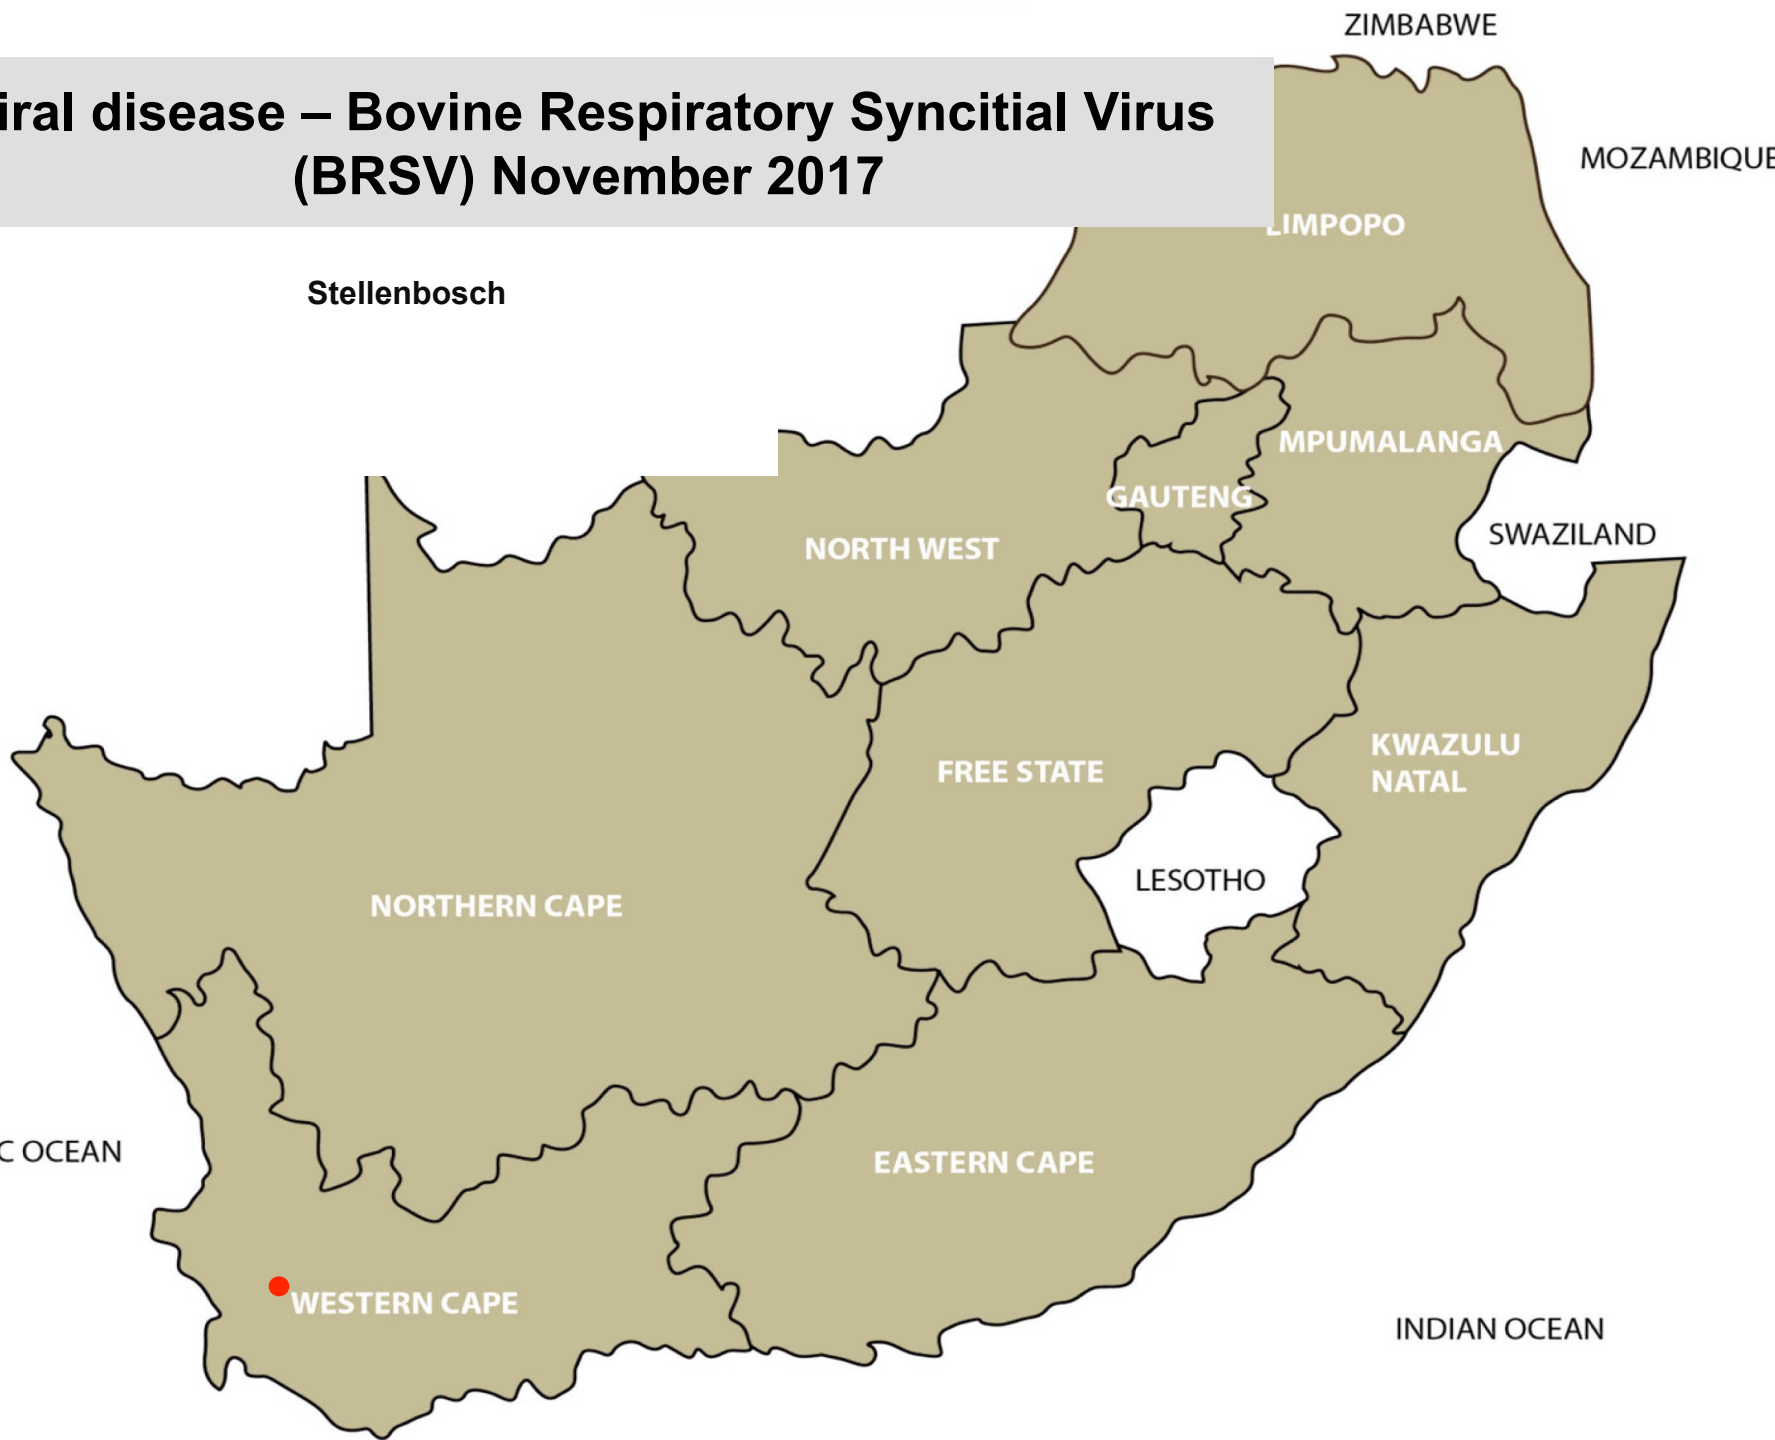 ZIMBABWE
iral disease – Bovine Respiratory Syncitial Virus
(BRSV) November 2017
MOZAMBIQUE
LIMPOPO
Stellenbosch
MPUMALANGA
GAUTENG
SWAZILAND
NORTH WEST
KWAZULU
NATAL
FREE STATE
LESOTHO
NORTHERN CAPE
C OCEAN
EASTERN CAPE
WESTERN CAPE
INDIAN OCEAN